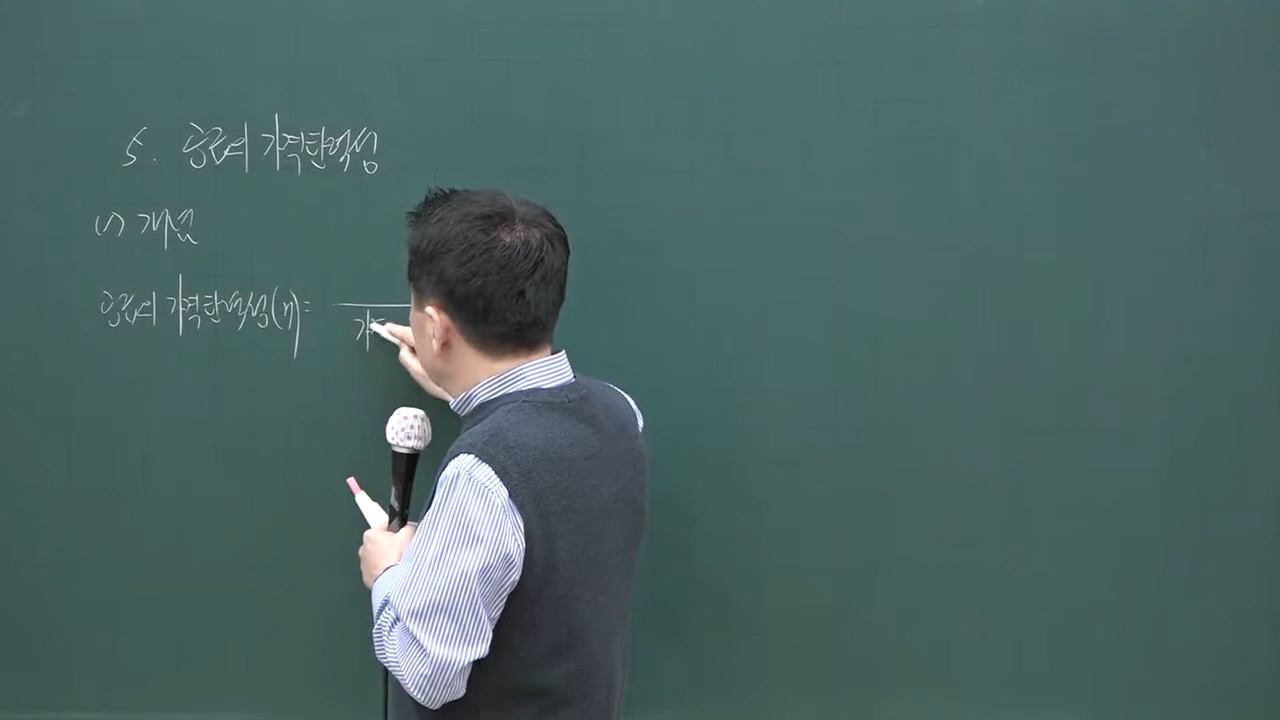 5. 공급의 가격탄력성
(1) 개념
공급의 가격탄력성(η)=
가